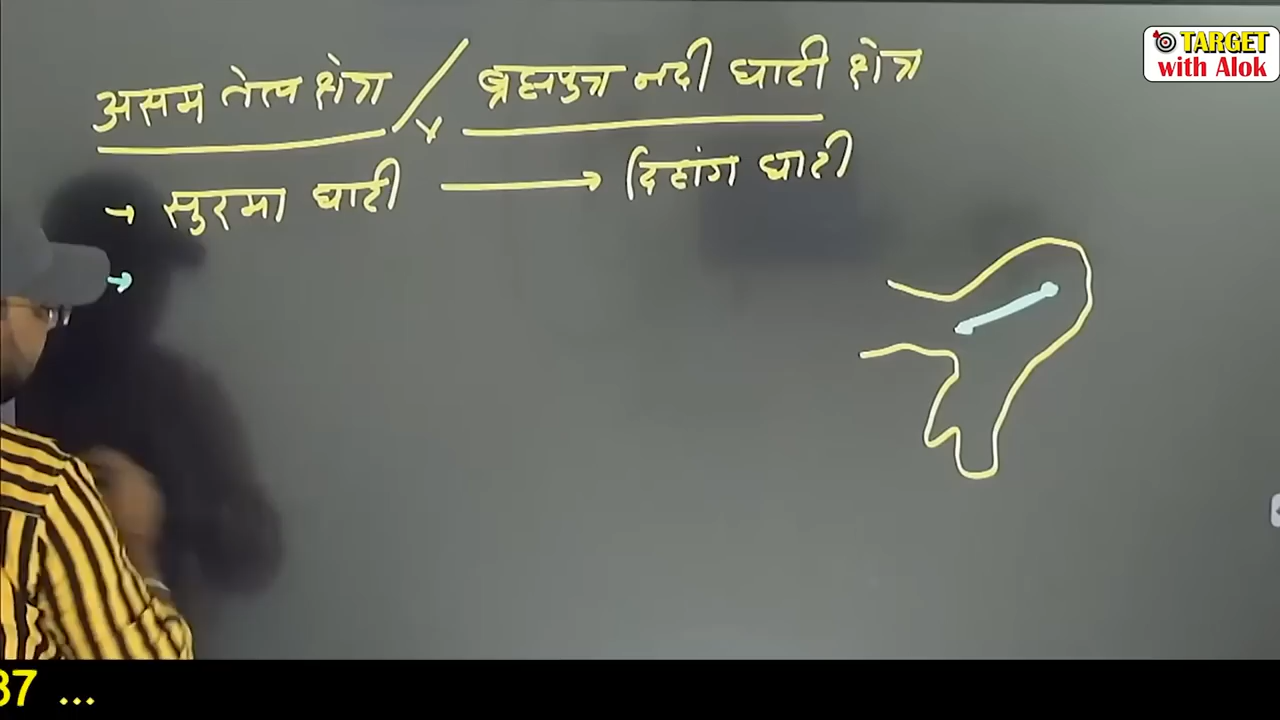 असम तेल क्षेत्र / ब्रह्मपुत्र नदी घाटी क्षेत्र
→ सुरमा घाटी → दिहांग घाटी
→
TARGET
with Alok
37 ...